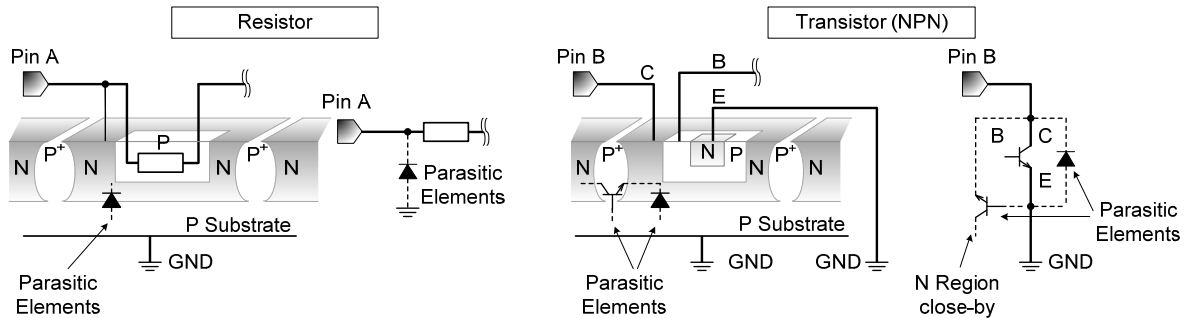 Resistor
Transistor (NPN)
Pin A
Pin B
Pin B
C
B
E
Pin A
B
C
E
N
P+
N
P
P+
N
N
P+
N
N
P
P+
N
Parasitic
Elements
P Substrate
GND
Parasitic
Elements
P Substrate
GND
GND
Parasitic
Elements
Parasitic
Elements
N Region
close-by
GND